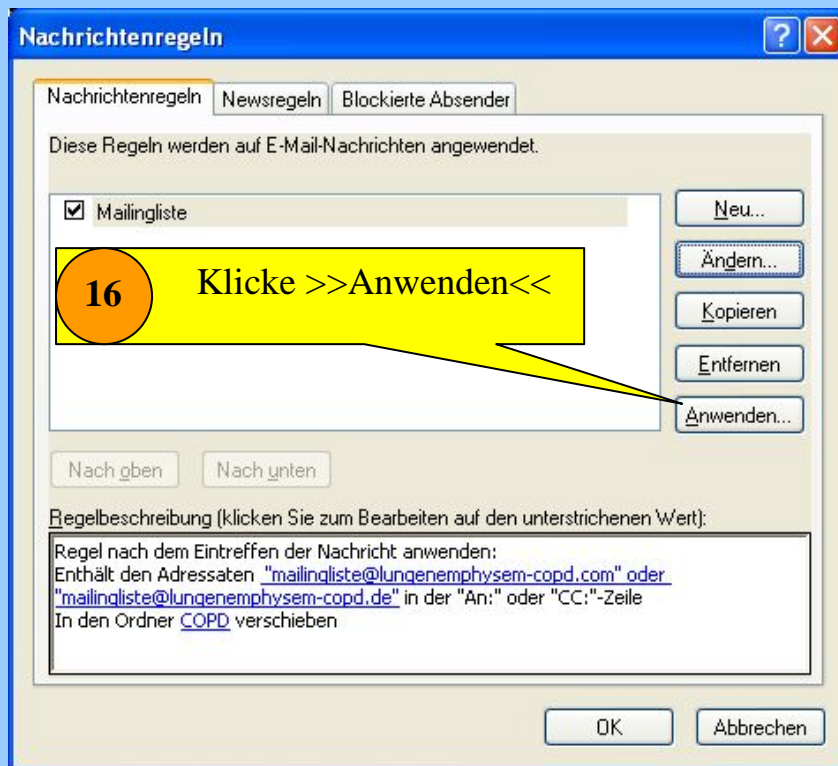 Nachrichtenregeln
Nachrichtenregeln Newsregeln Blockierte Absender
Diese Regeln werden auf E-Mail-Nachrichten angewendet.
Mailingliste
Neu...
Ändern...
Kopieren
Entfernen
Anwenden...
16 Klicke >>Anwenden<<
Nach oben Nach unten
Regelbeschreibung (klicken Sie zum Bearbeiten auf den unterstrichenen Wert):
Regel nach dem Eintreffen der Nachricht anwenden:
Enthält den Adressaten "mailingliste@lungenemphysem-copd.com" oder
"mailingliste@lungenemphysem-copd.de" in der "An:" oder "CC:"-Zeile
In den Ordner COPD verschieben
OK Abbrechen